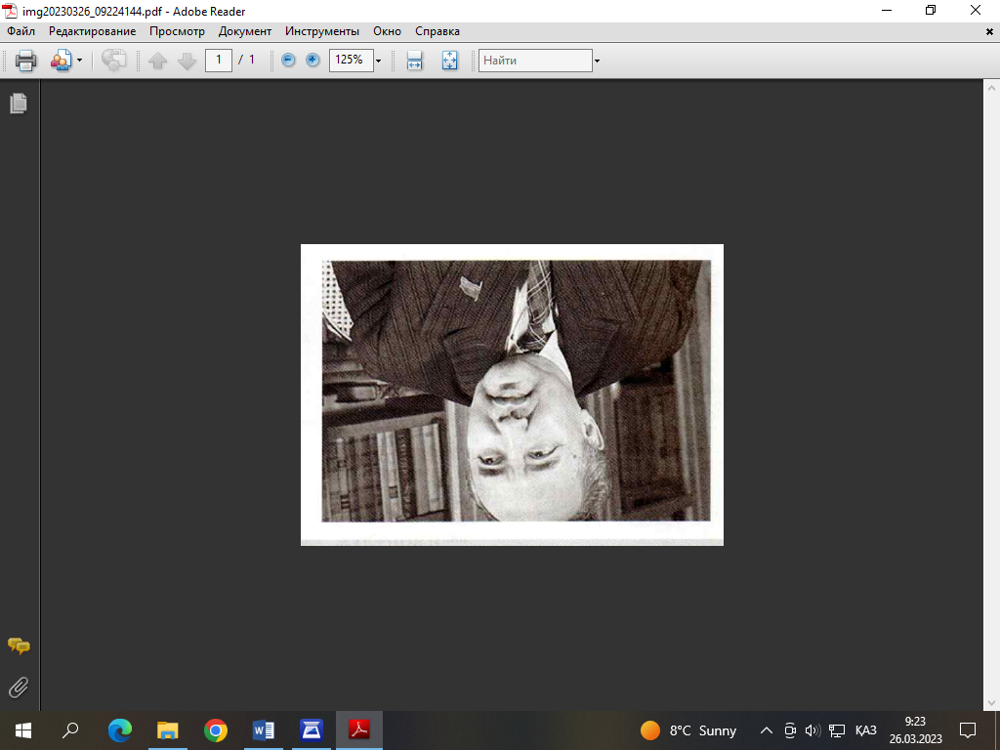 img20230326_09224144.pdf - Adobe Reader
Файл Редактирование Просмотр Документ Инструменты Окно Справка
1 / 1 125% Найти
8°C Sunny ҚАЗ 9:23
26.03.2023